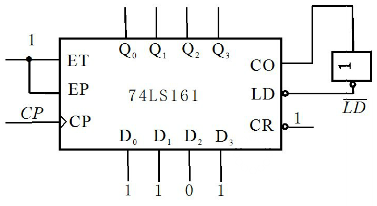 Q0 Q1 Q2 Q3
1 ET CO 1
EP 74LS161 LD LD
CP CP CR 1
D0 D1 D2 D3
1 1 0 1